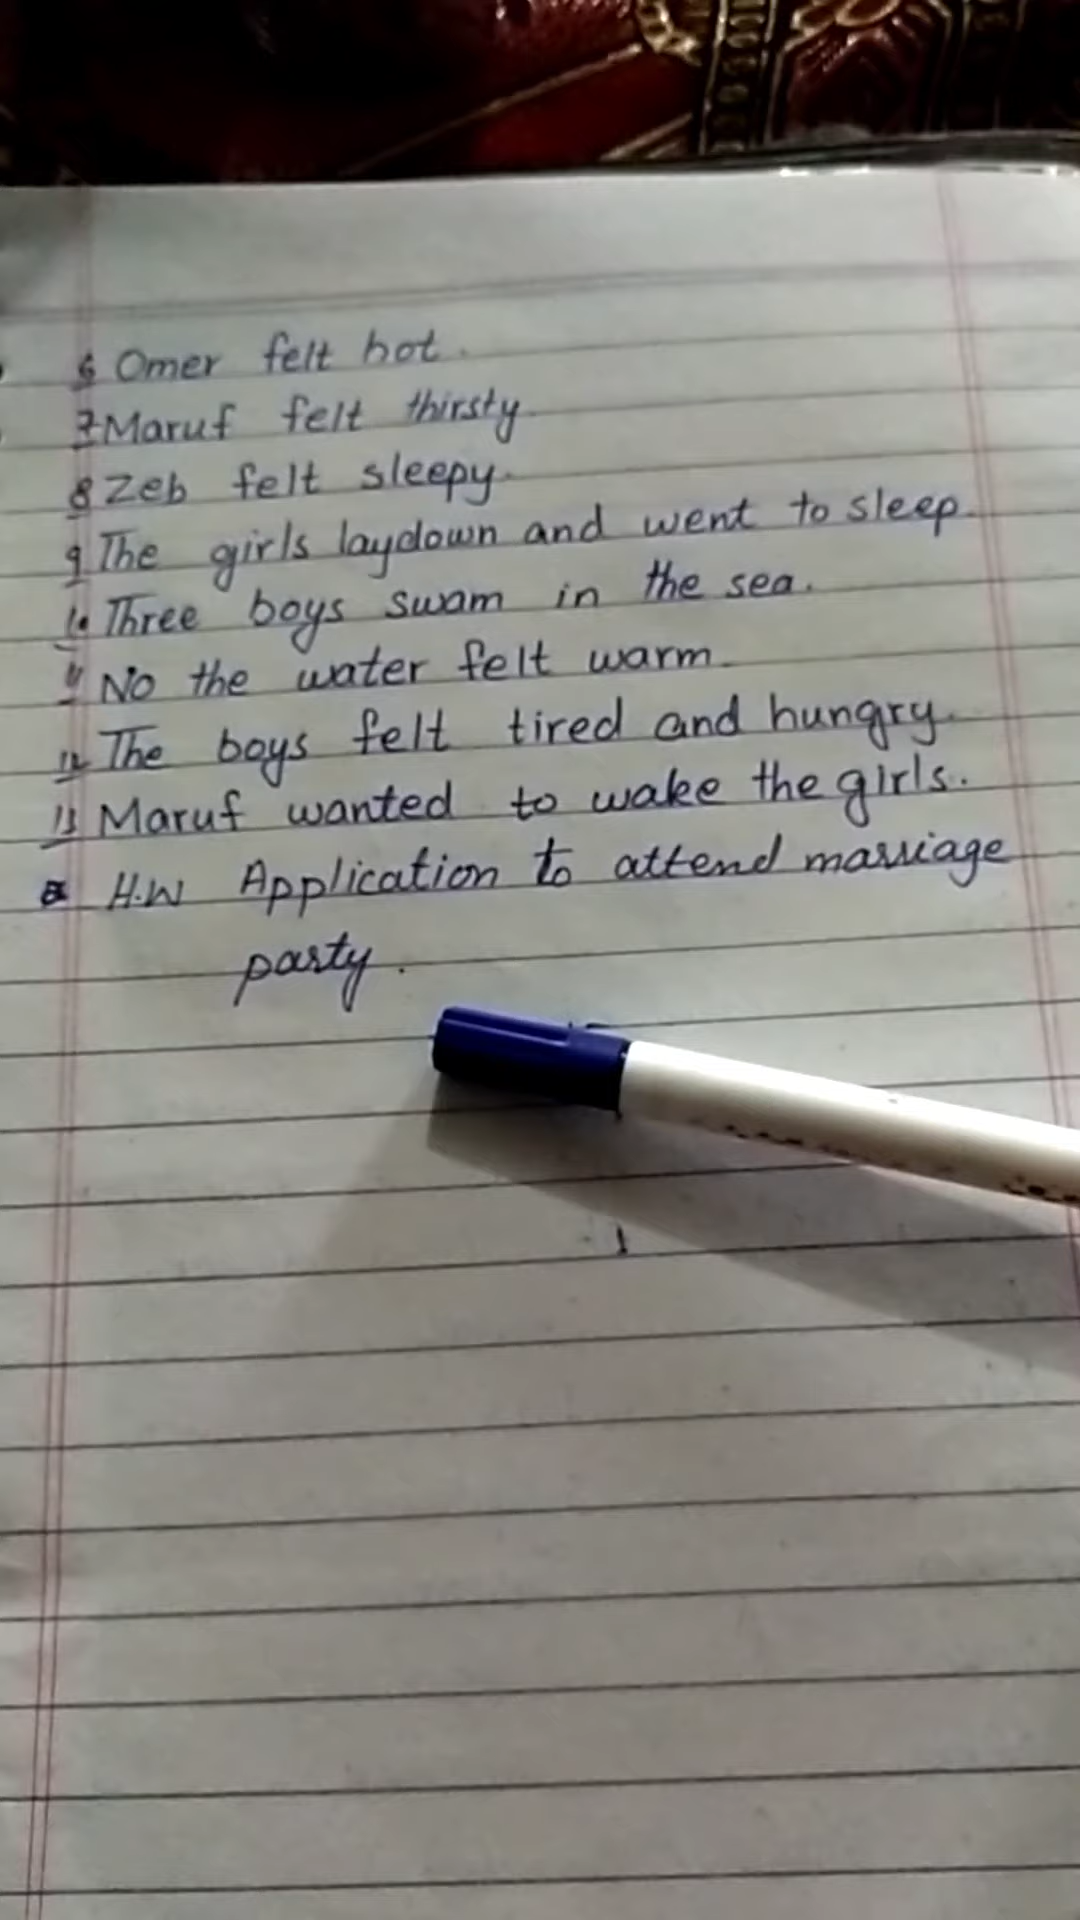 6 Omer felt hot.
7 Maruf felt thirsty.
8 Zeb felt sleepy.
9 The girls laydown and went to sleep.
10 Three boys swam in the sea.
11 No the water felt warm.
12 The boys felt tired and hungry.
13 Maruf wanted to wake the girls.
H.W Application to attend marriage
party.